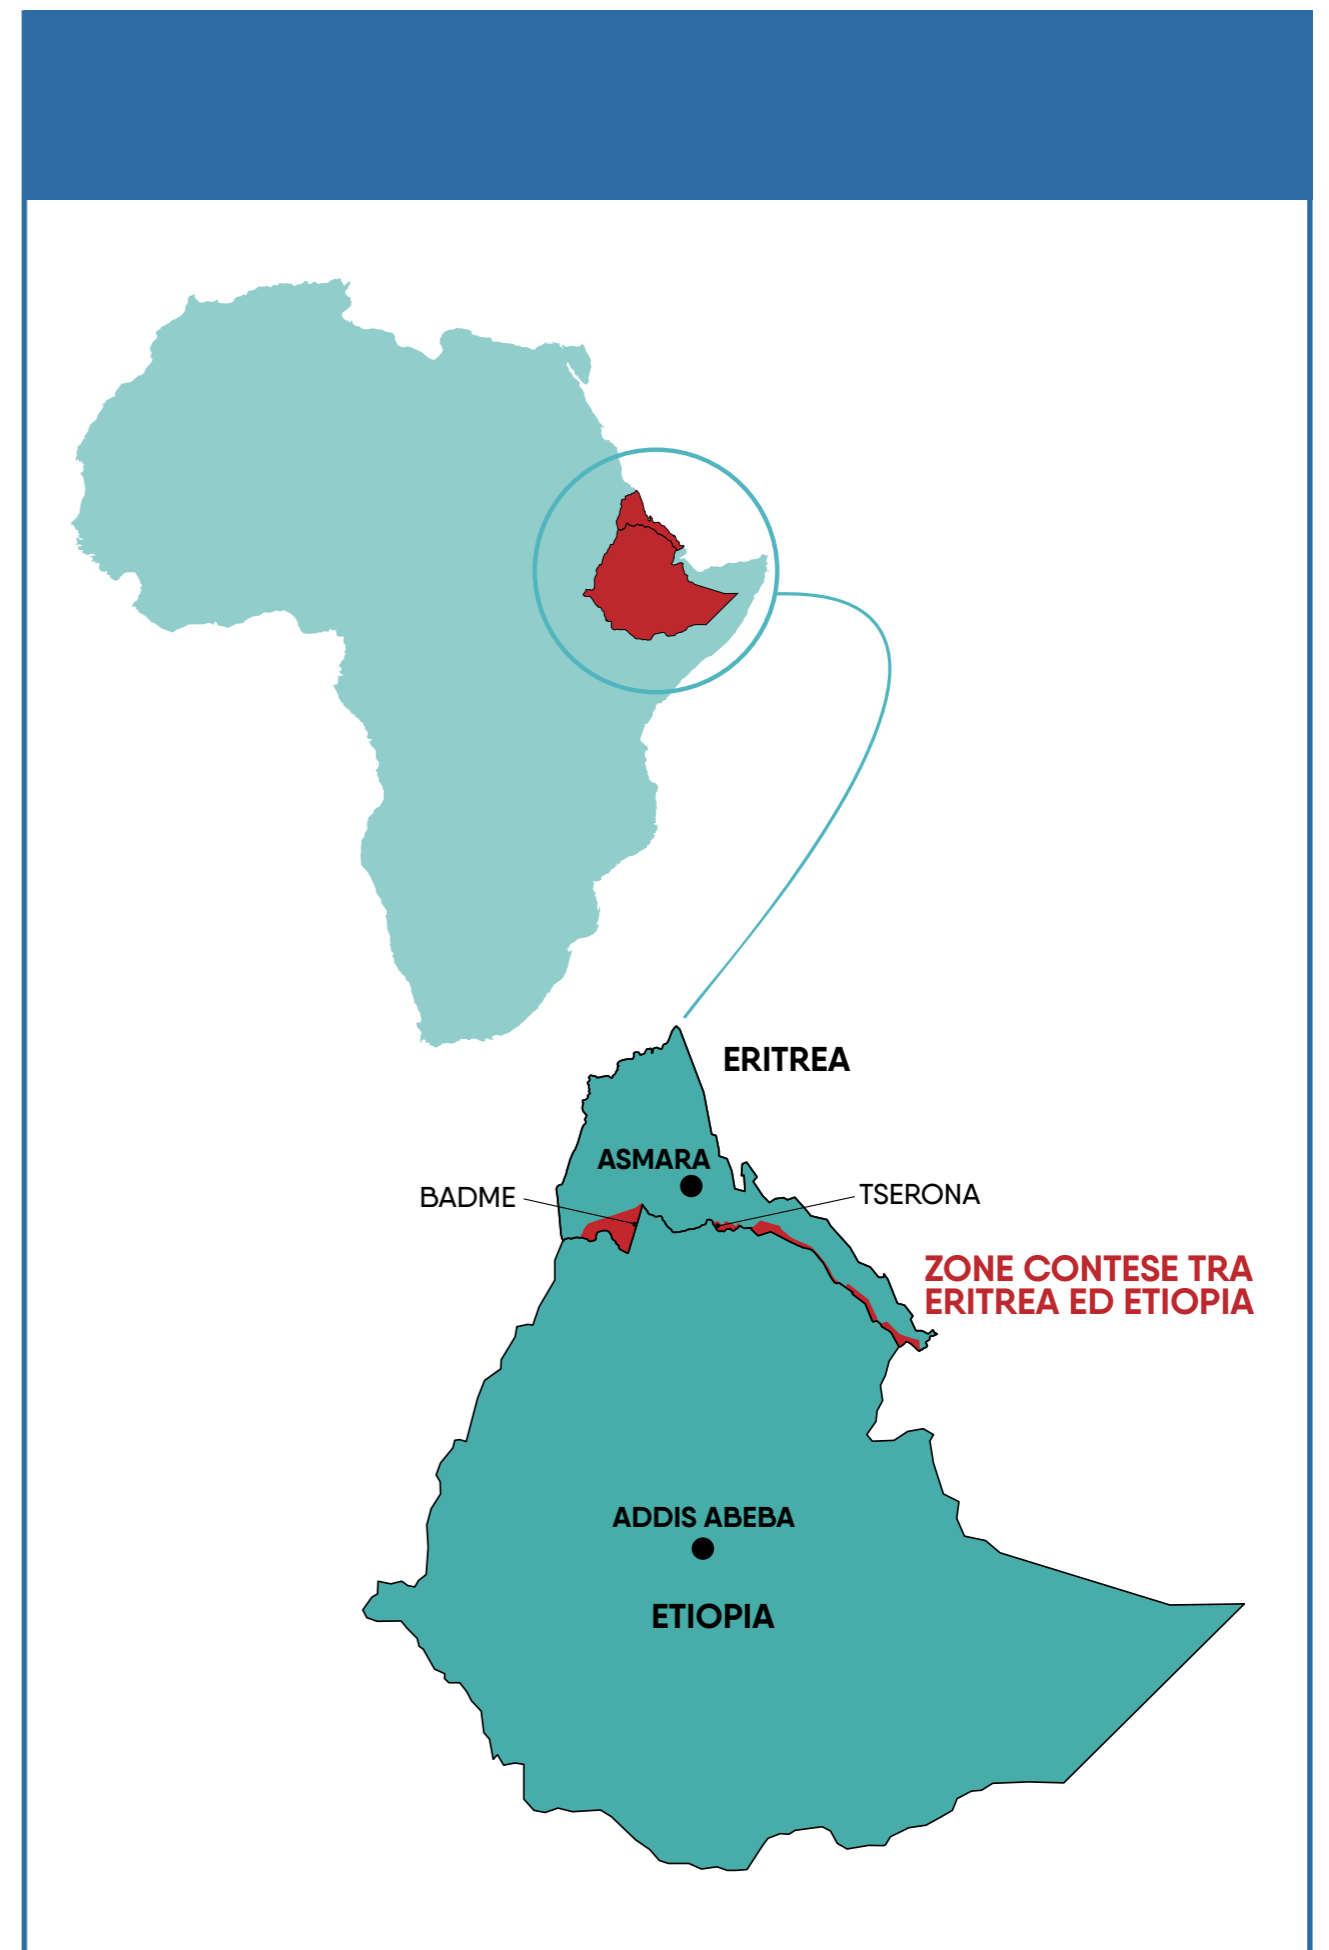 ERITREA
ASMARA
BADME
TSERONA
ZONE CONTESE TRA
ERITREA ED ETIOPIA
ADDIS ABEBA
ETIOPIA